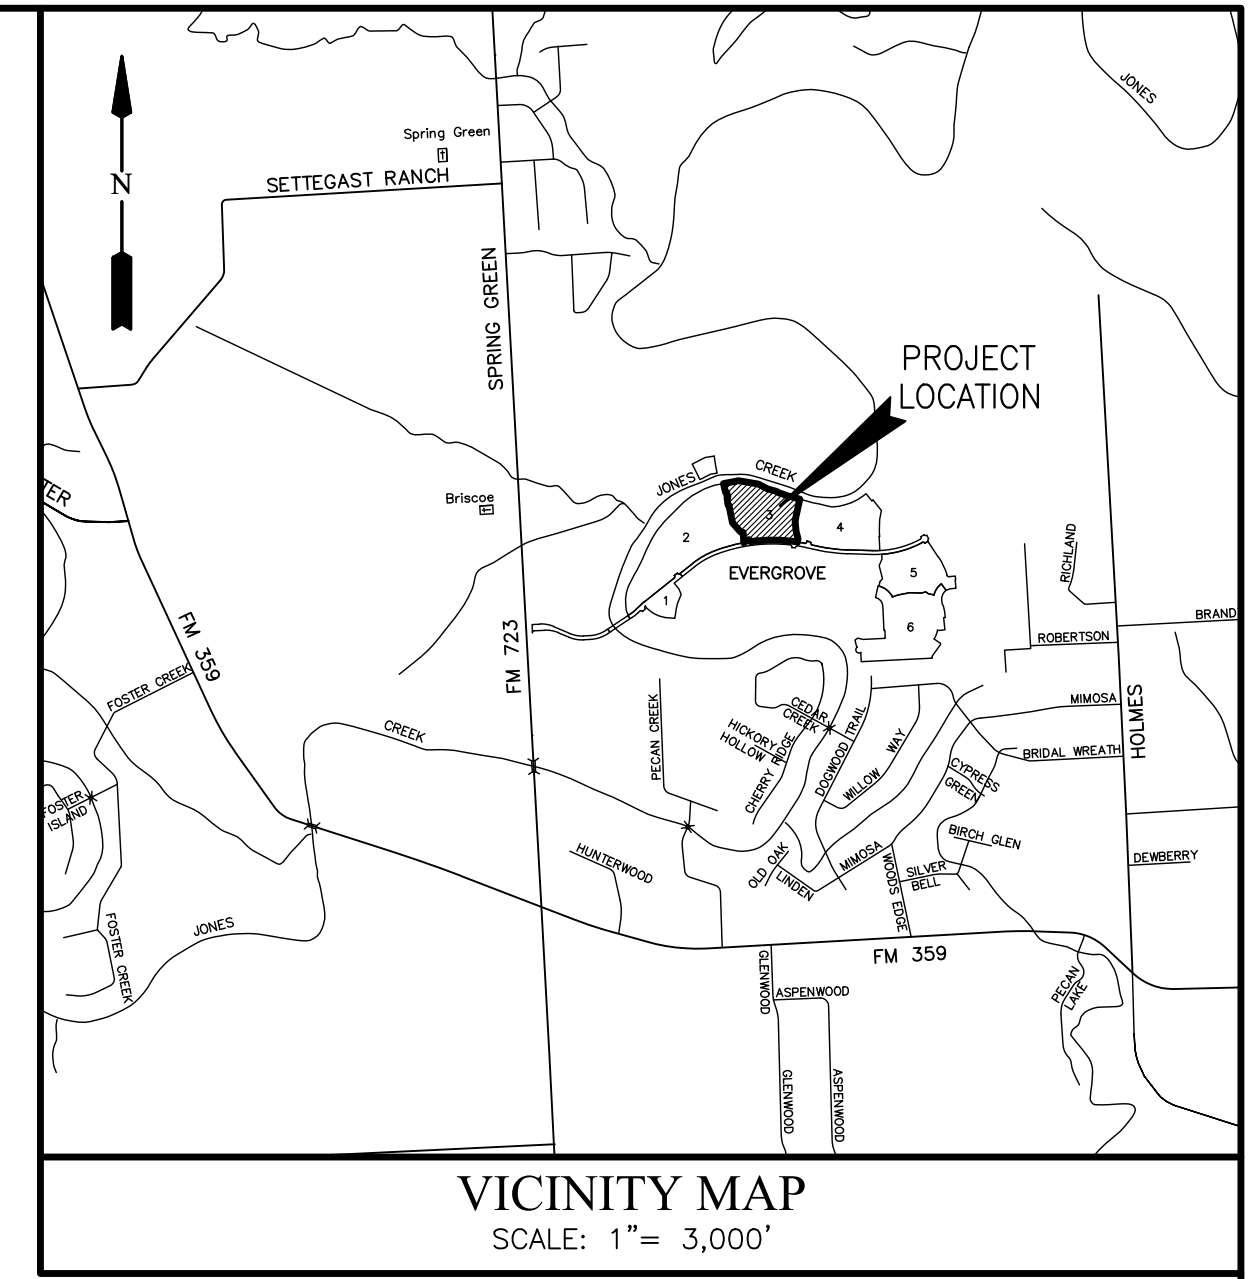 JONES
Spring Green
N
SETTEGAST RANCH
SPRING GREEN
PROJECT
LOCATION
JONES
CREEK
TER
Briscoe
3
4
2
EVERGROVE
5
1
6
RICHLAND
BRAND
ROBERTSON
FM 723
FM 359
FOSTER CREEK
MIMOSA
HOLMES
CREEK
PECAN CREEK
CEDAR
CREEK
HICKORY
HOLLOW
CHERRY RIDGE
DOGWOOD TRAIL
WILLOW WAY
BRIDAL WREATH
CYPRESS
GREEN
FOSTER
ISLAND
BIRCH GLEN
HUNTERWOOD
OLD OAK
LINDEN
MIMOSA
WOODS EDGE
SILVER
BELL
DEWBERRY
FOSTER CREEK
JONES
FM 359
GLENWOOD
ASPENWOOD
PECAN
LAKE
GLENWOOD
ASPENWOOD
VICINITY MAP
SCALE: 1"= 3,000'